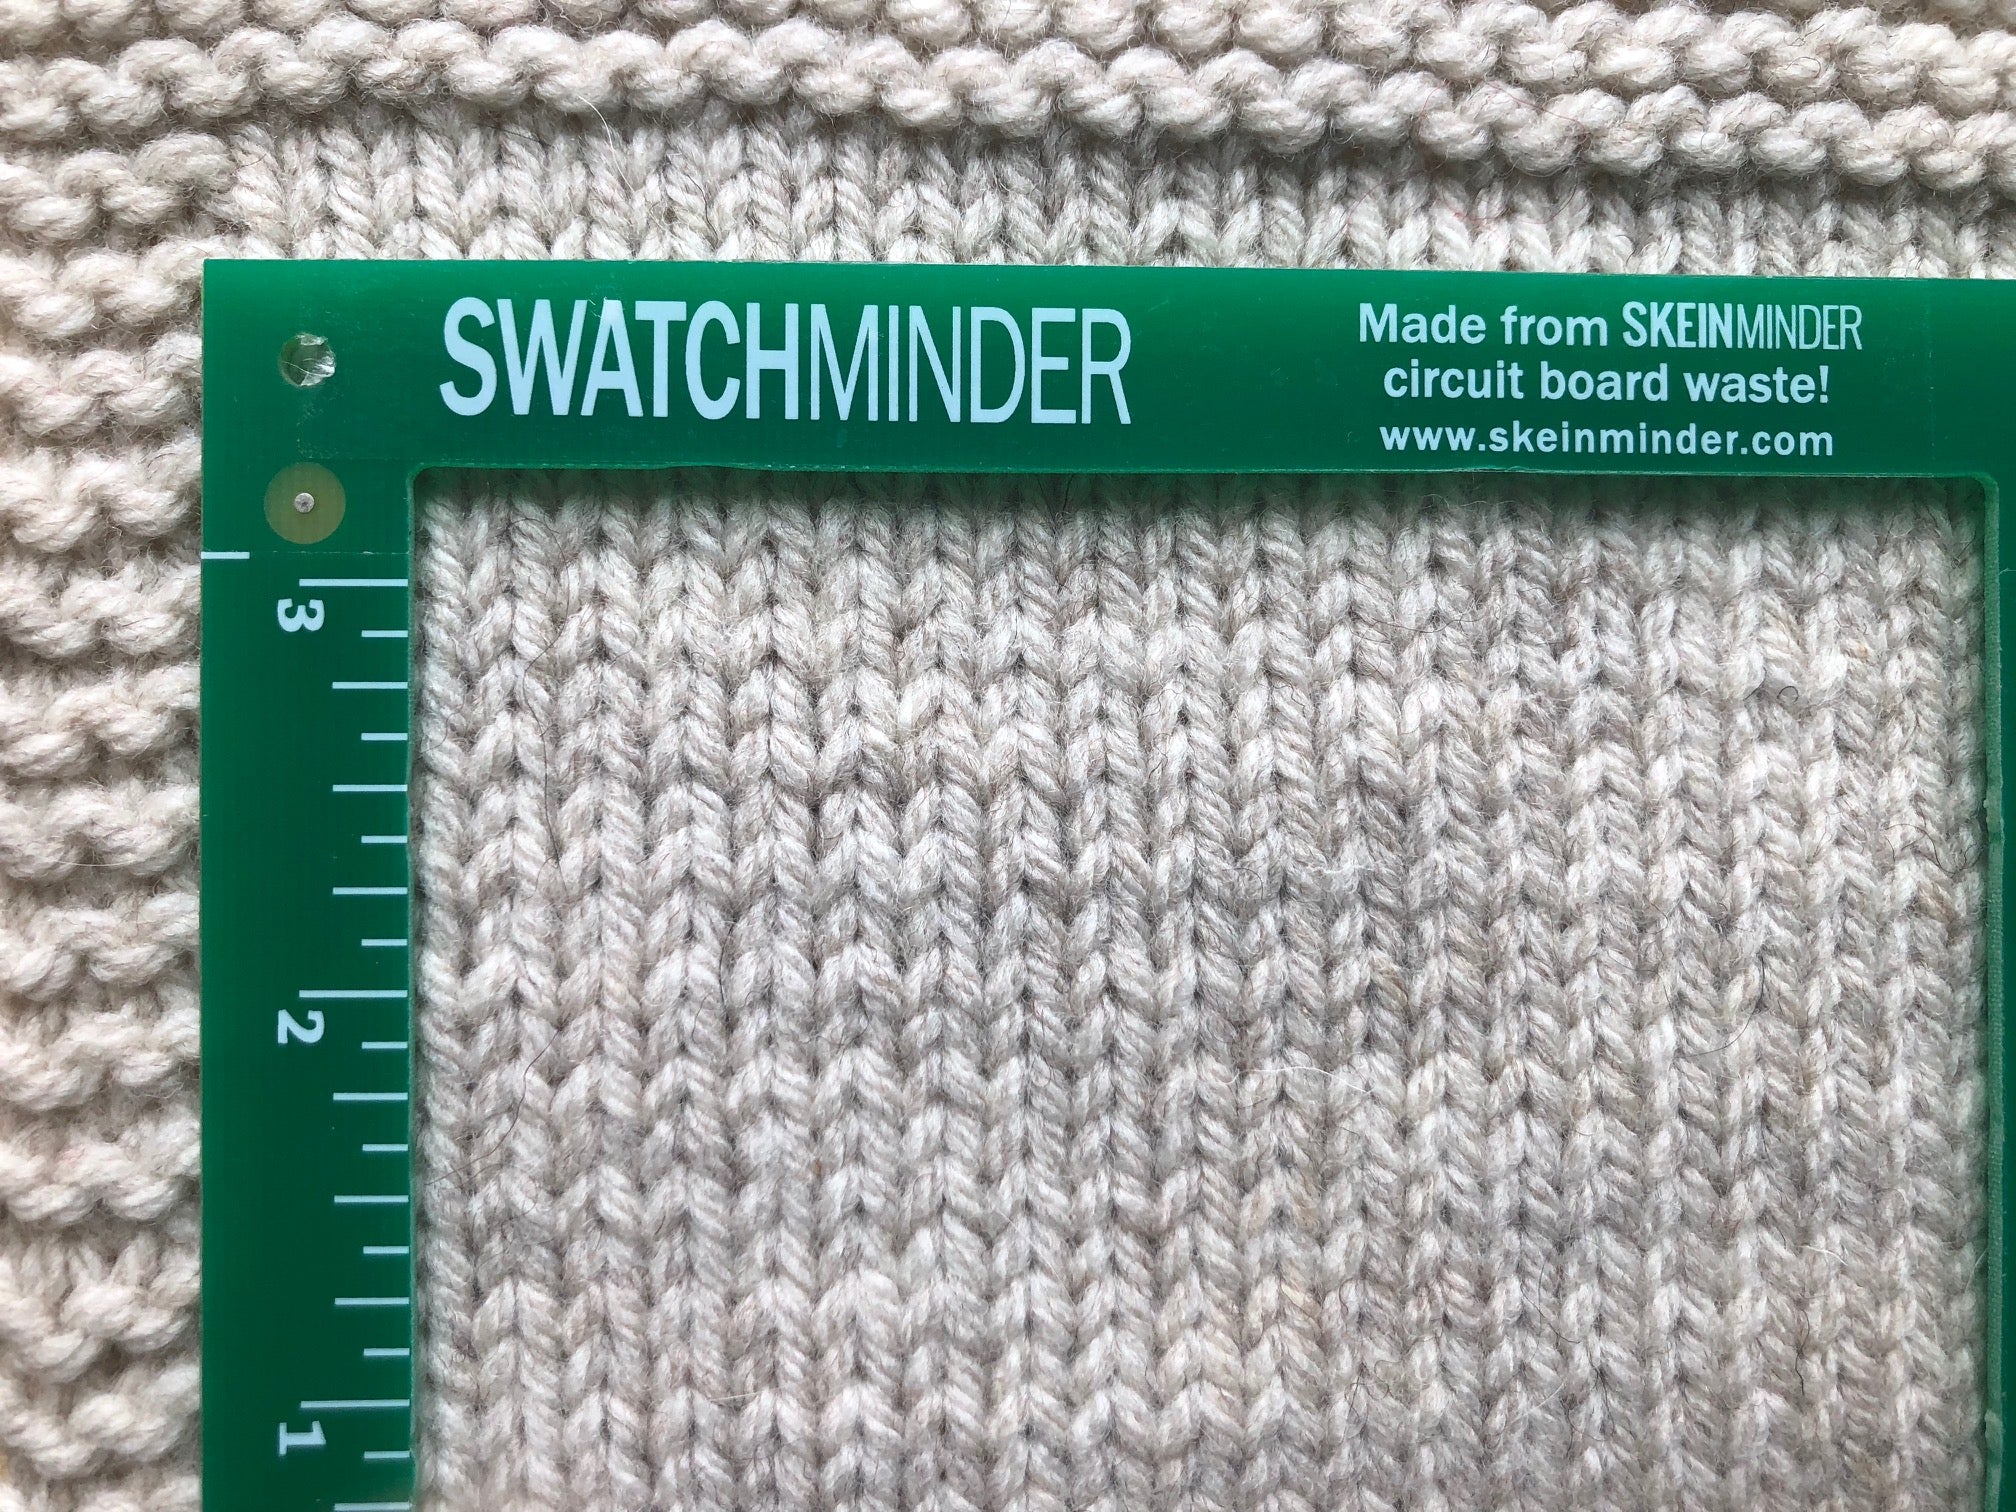 SWATCHMINDER
Made from SKEINMINDER
circuit board waste!
www.skeinminder.com
3
2
1